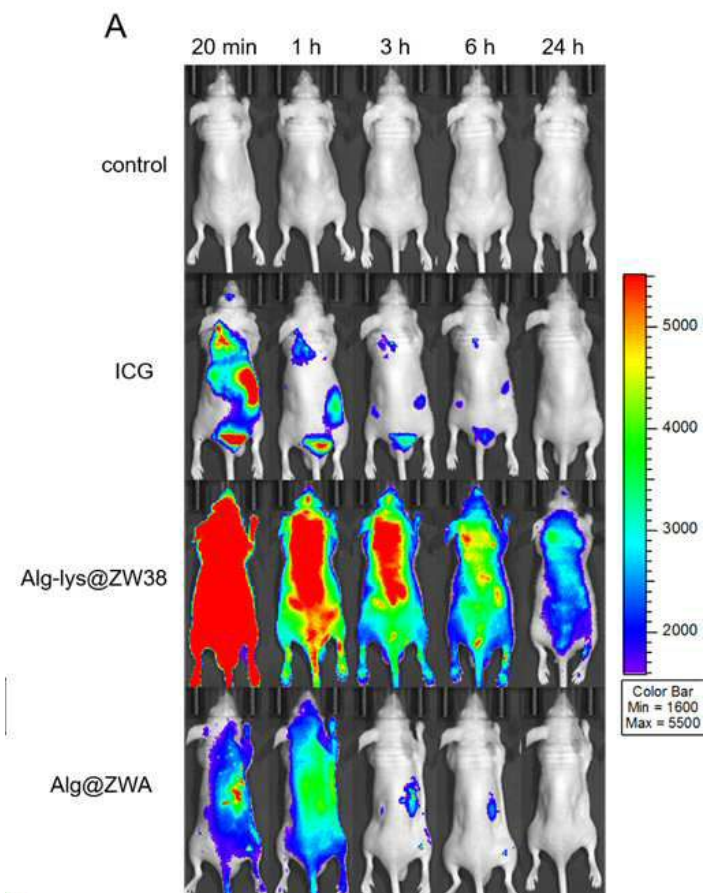 A
20 min 1 h 3 h 6 h 24 h
control
ICG
Alg-lys@ZW38
Alg@ZWA
5000
4000
3000
2000
Color Bar
Min = 1600
Max = 5500